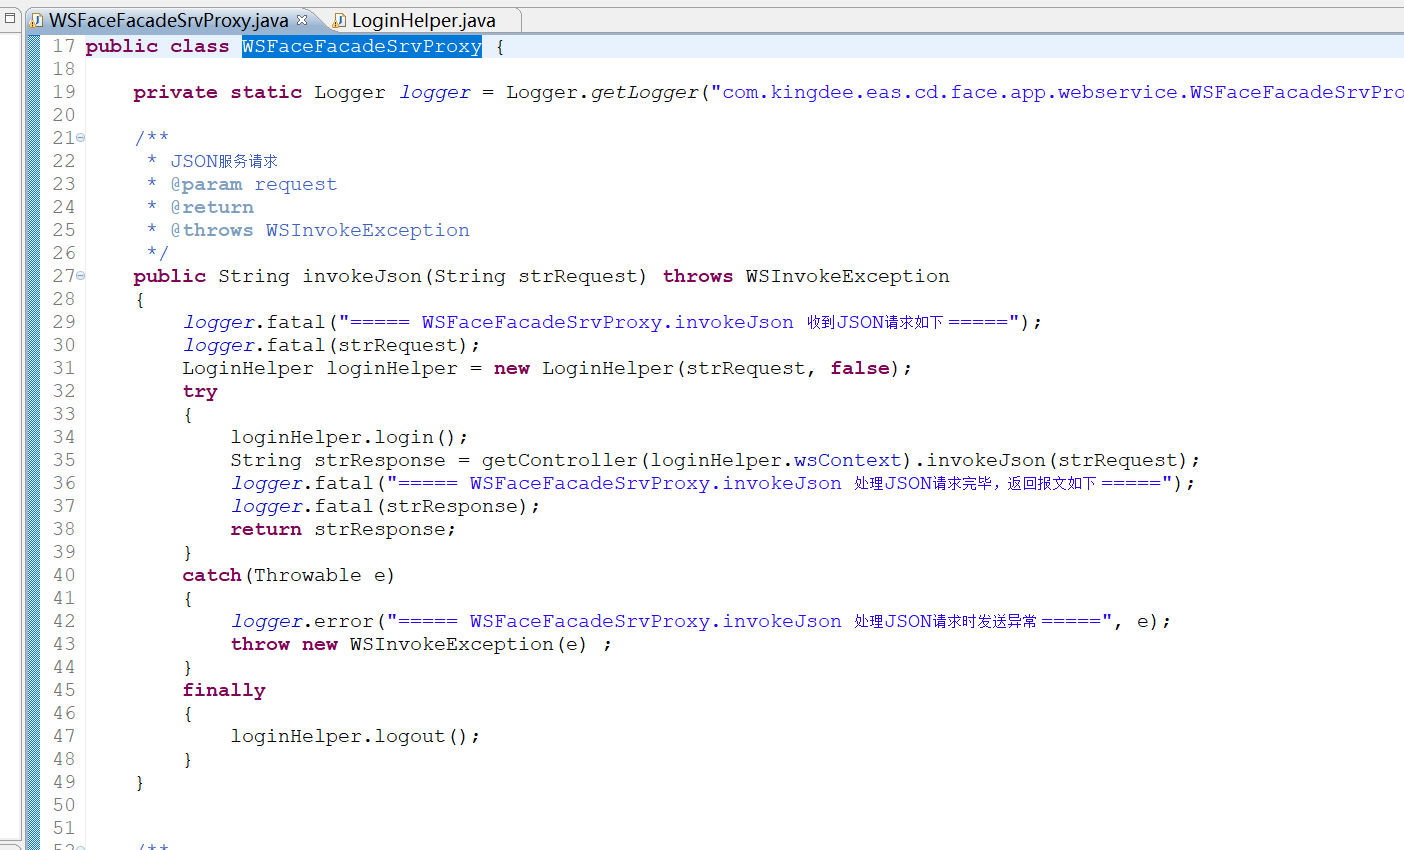 WSFaceFacadeSrvProxy.java LoginHelper.java
17 public class WSFaceFacadeSrvProxy {
18
19 private static Logger logger = Logger.getLogger("com.kingdee.eas.cd.face.app.webservice.WSFaceFacadeSrvPro
20
21 /**
22 * JSON服务请求
23 * @param request
24 * @return
25 * @throws WSInvokeException
26 */
27 public String invokeJson(String strRequest) throws WSInvokeException
28 {
29 logger.fatal("===== WSFaceFacadeSrvProxy.invokeJson 收到JSON请求如下 =====");
30 logger.fatal(strRequest);
31 LoginHelper loginHelper = new LoginHelper(strRequest, false);
32 try
33 {
34 loginHelper.login();
35 String strResponse = getController(loginHelper.wsContext).invokeJson(strRequest);
36 logger.fatal("===== WSFaceFacadeSrvProxy.invokeJson 处理JSON请求完毕，返回报文如下 =====");
37 logger.fatal(strResponse);
38 return strResponse;
39 }
40 catch(Throwable e)
41 {
42 logger.error("===== WSFaceFacadeSrvProxy.invokeJson 处理JSON请求时发送异常 =====", e);
43 throw new WSInvokeException(e) ;
44 }
45 finally
46 {
47 loginHelper.logout();
48 }
49 }
50
51
52 /**